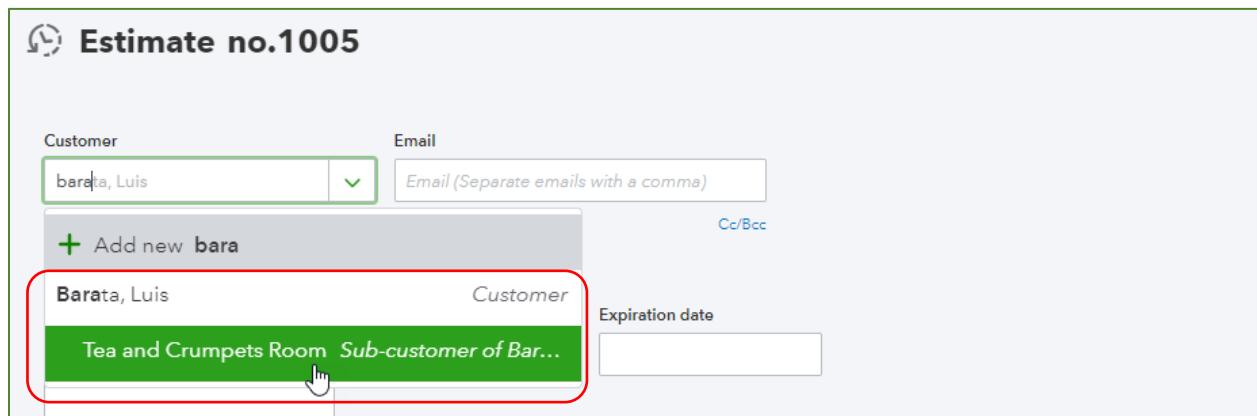 Estimate no.1005
Customer Email
barata, Luis Email (Separate emails with a comma)
Cc/Bcc
+ Add new bara
Barata, Luis Customer
Expiration date
Tea and Crumpets Room Sub-customer of Bar...